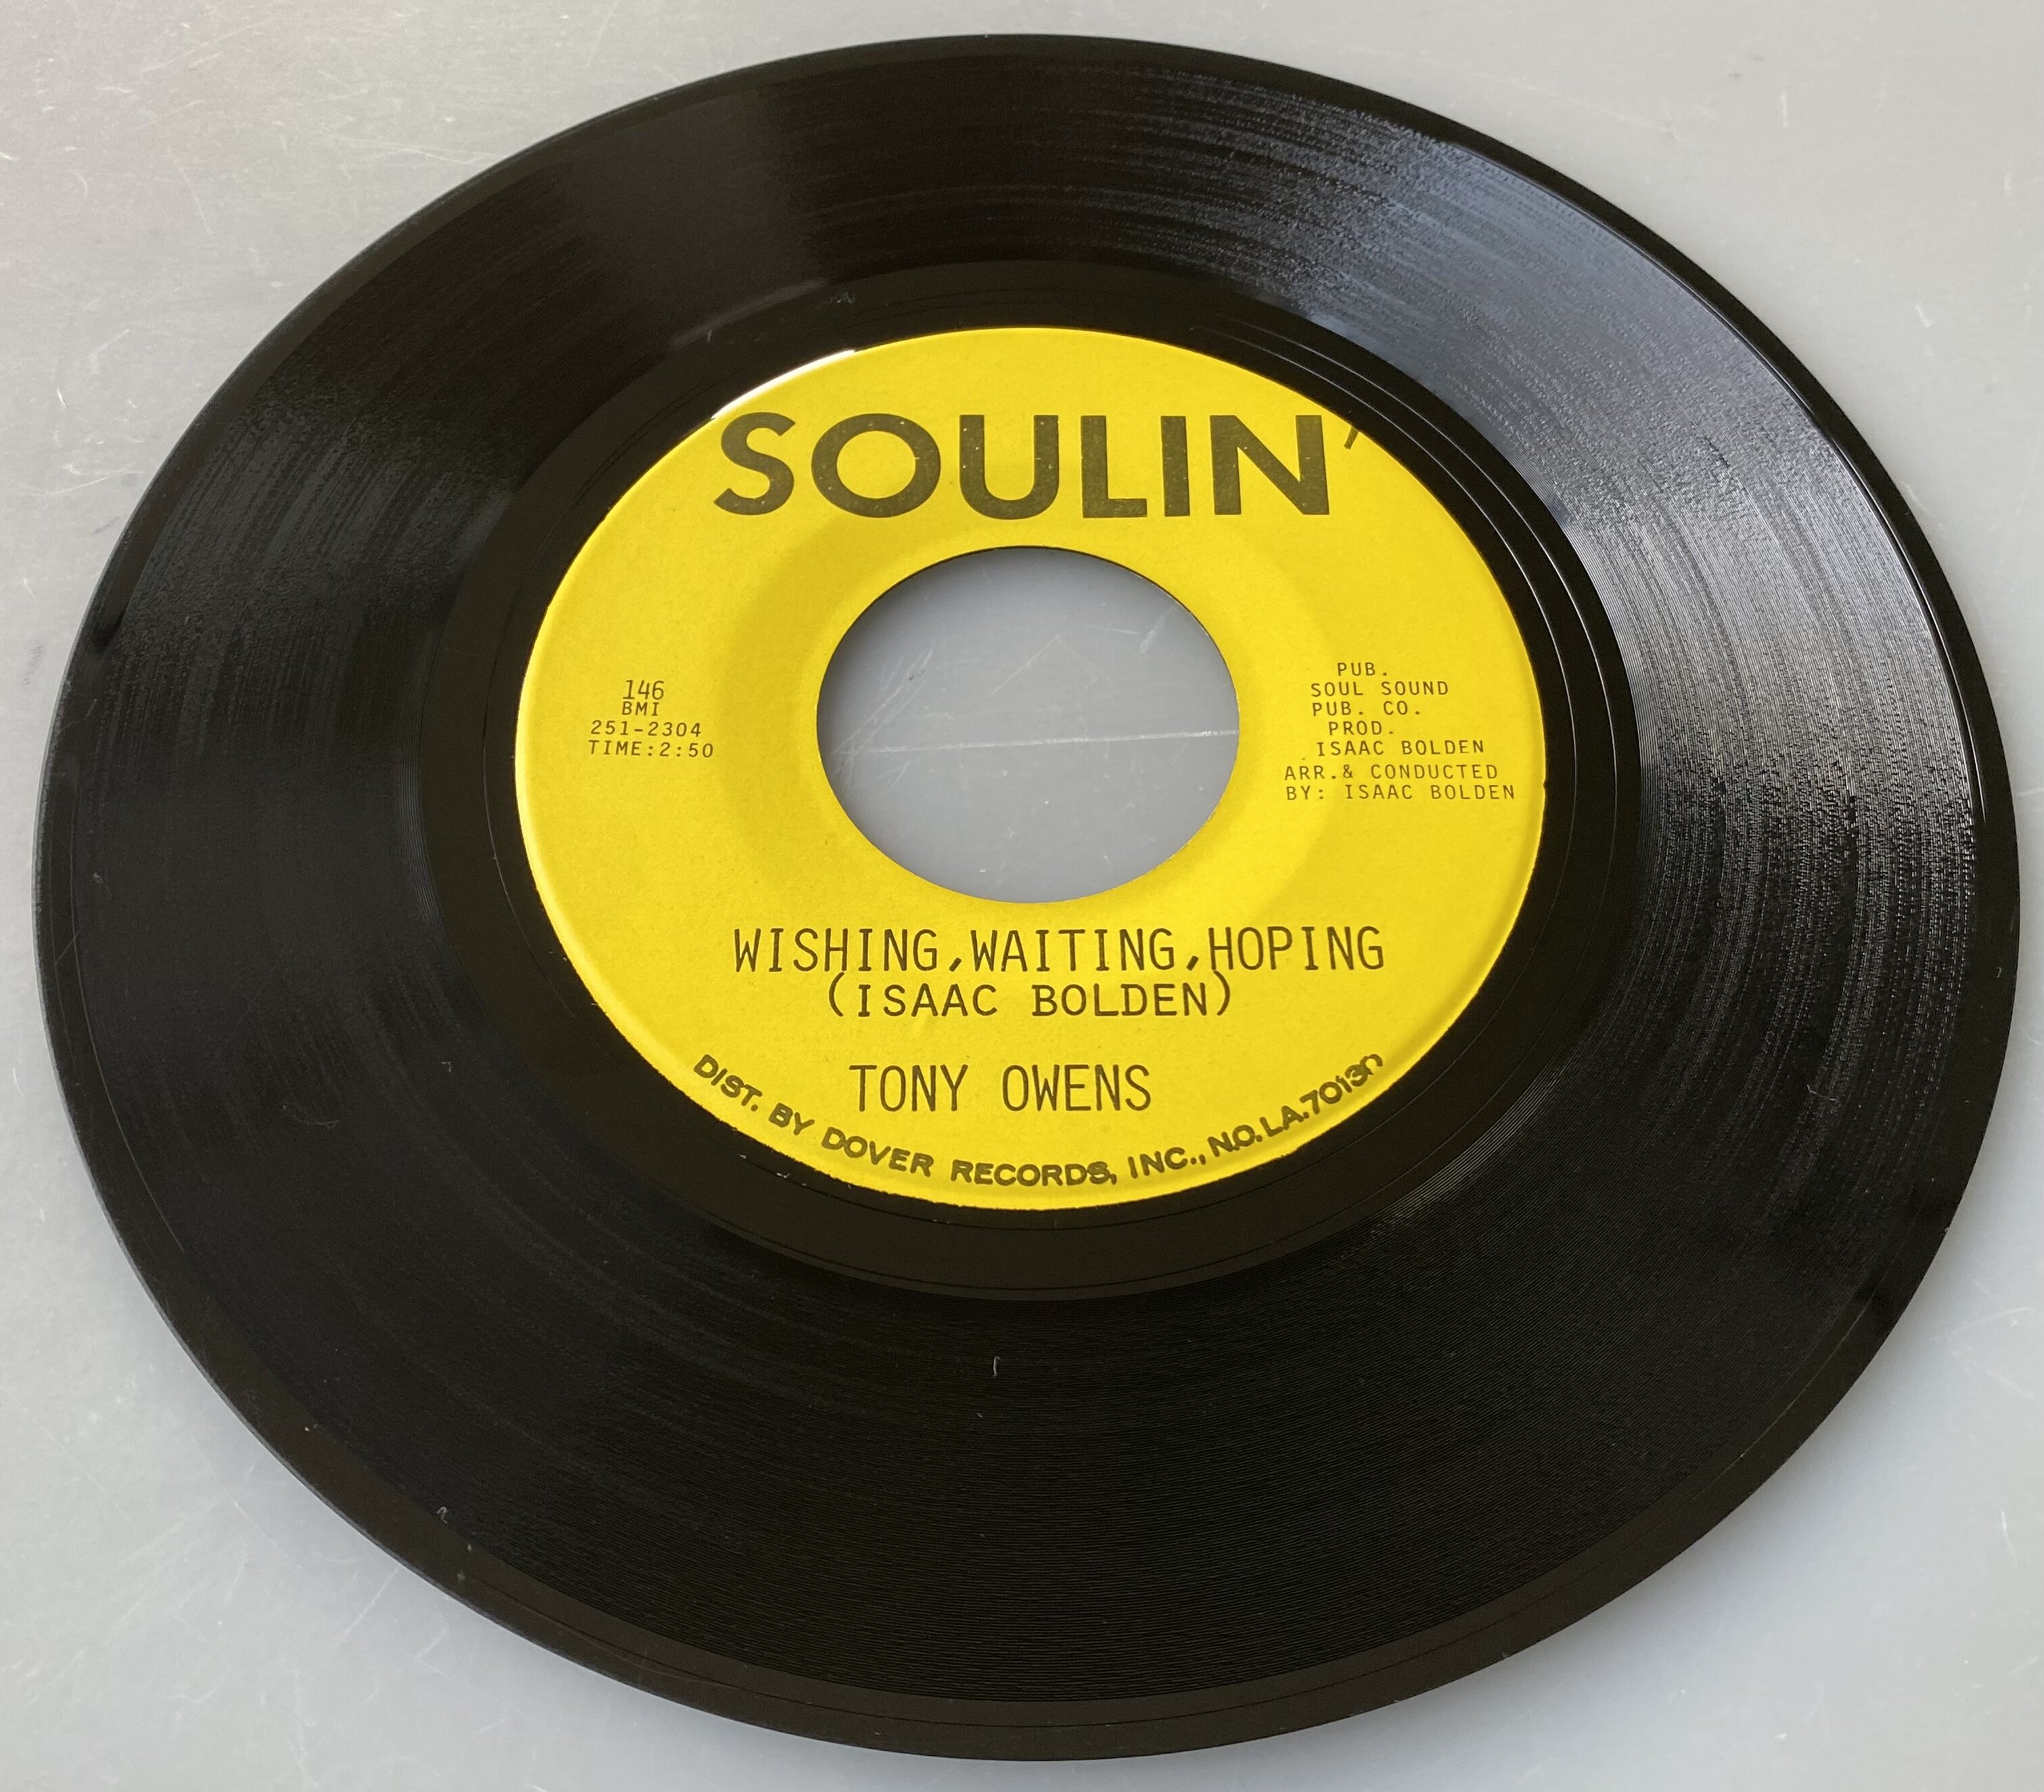 SOULIN'
146
BMI
251-2304
TIME:2:50
PUB.
SOUL SOUND
PUB. CO.
PROD.
ISAAC BOLDEN
ARR.& CONDUCTED
BY: ISAAC BOLDEN
WISHING,WAITING,HOPING
(ISAAC BOLDEN)
TONY OWENS
DIST. BY DOVER RECORDS, INC., N.O. LA. 70130